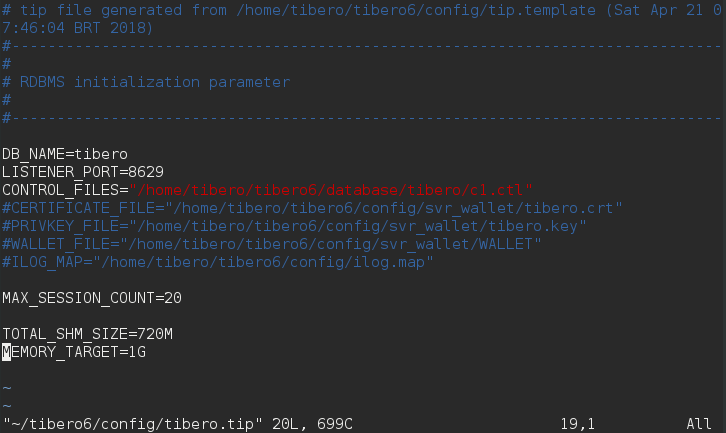 # tip file generated from /home/tibero/tibero6/config/tip.template (Sat Apr 21 0
7:46:04 BRT 2018)
#-------------------------------------------------------------------------------
#
# RDBMS initialization parameter
#
#-------------------------------------------------------------------------------
DB_NAME=tibero
LISTENER_PORT=8629
CONTROL_FILES="/home/tibero/tibero6/database/tibero/c1.ctl"
#CERTIFICATE_FILE="/home/tibero/tibero6/config/svr_wallet/tibero.crt"
#PRIVKEY_FILE="/home/tibero/tibero6/config/svr_wallet/tibero.key"
#WALLET_FILE="/home/tibero/tibero6/config/svr_wallet/WALLET"
#ILOG_MAP="/home/tibero/tibero6/config/ilog.map"
MAX_SESSION_COUNT=20
TOTAL_SHM_SIZE=720M
MEMORY_TARGET=1G
~
~
"~/tibero6/config/tibero.tip" 20L, 699C 19,1 All